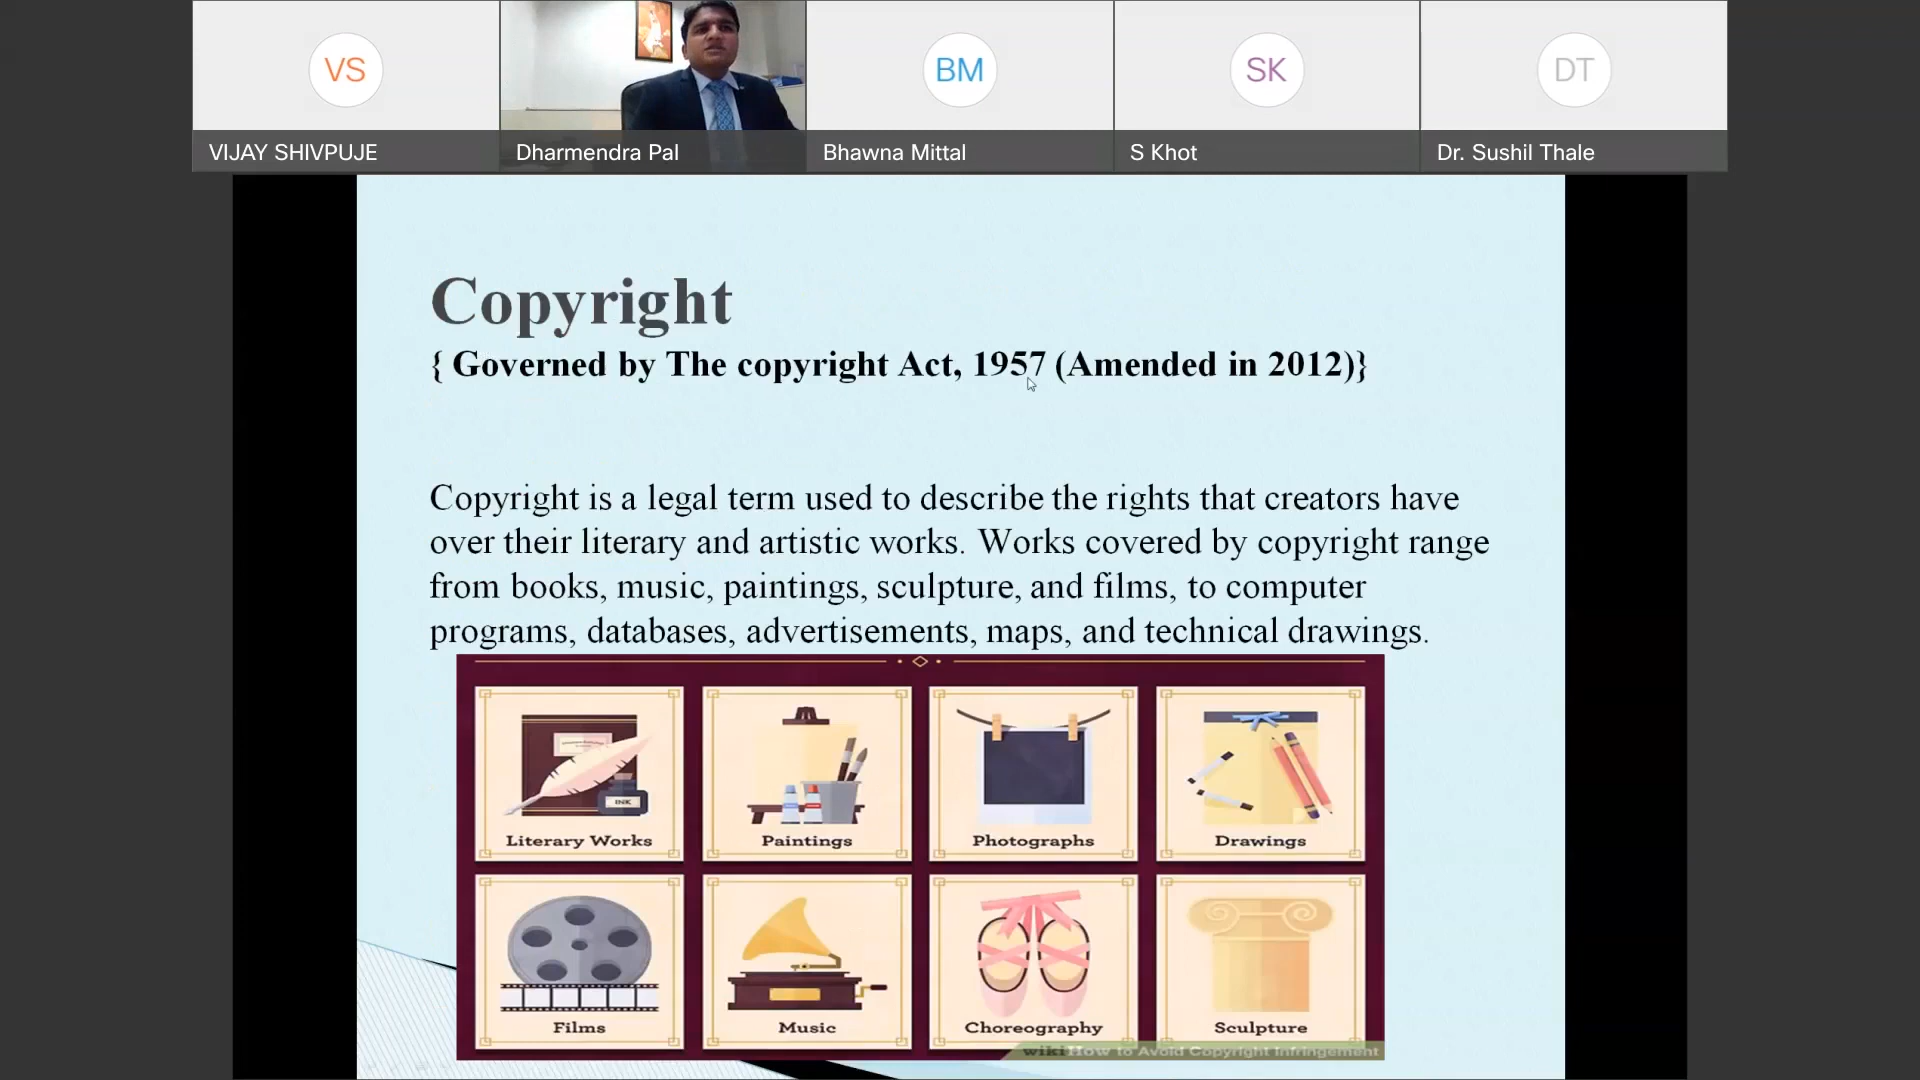 VS
BM
SK
DT
VIJAY SHIVPUJE
Dharmendra Pal
Bhawna Mittal
S Khot
Dr. Sushil Thale
Copyright
{ Governed by The copyright Act, 1957 (Amended in 2012)}
Copyright is a legal term used to describe the rights that creators have
over their literary and artistic works. Works covered by copyright range
from books, music, paintings, sculpture, and films, to computer
programs, databases, advertisements, maps, and technical drawings.
INK
Literary Works
Paintings
Photographs
Drawings
Films
Music
Choreography
Sculpture
wikiHow to Avoid Copyright Infringement